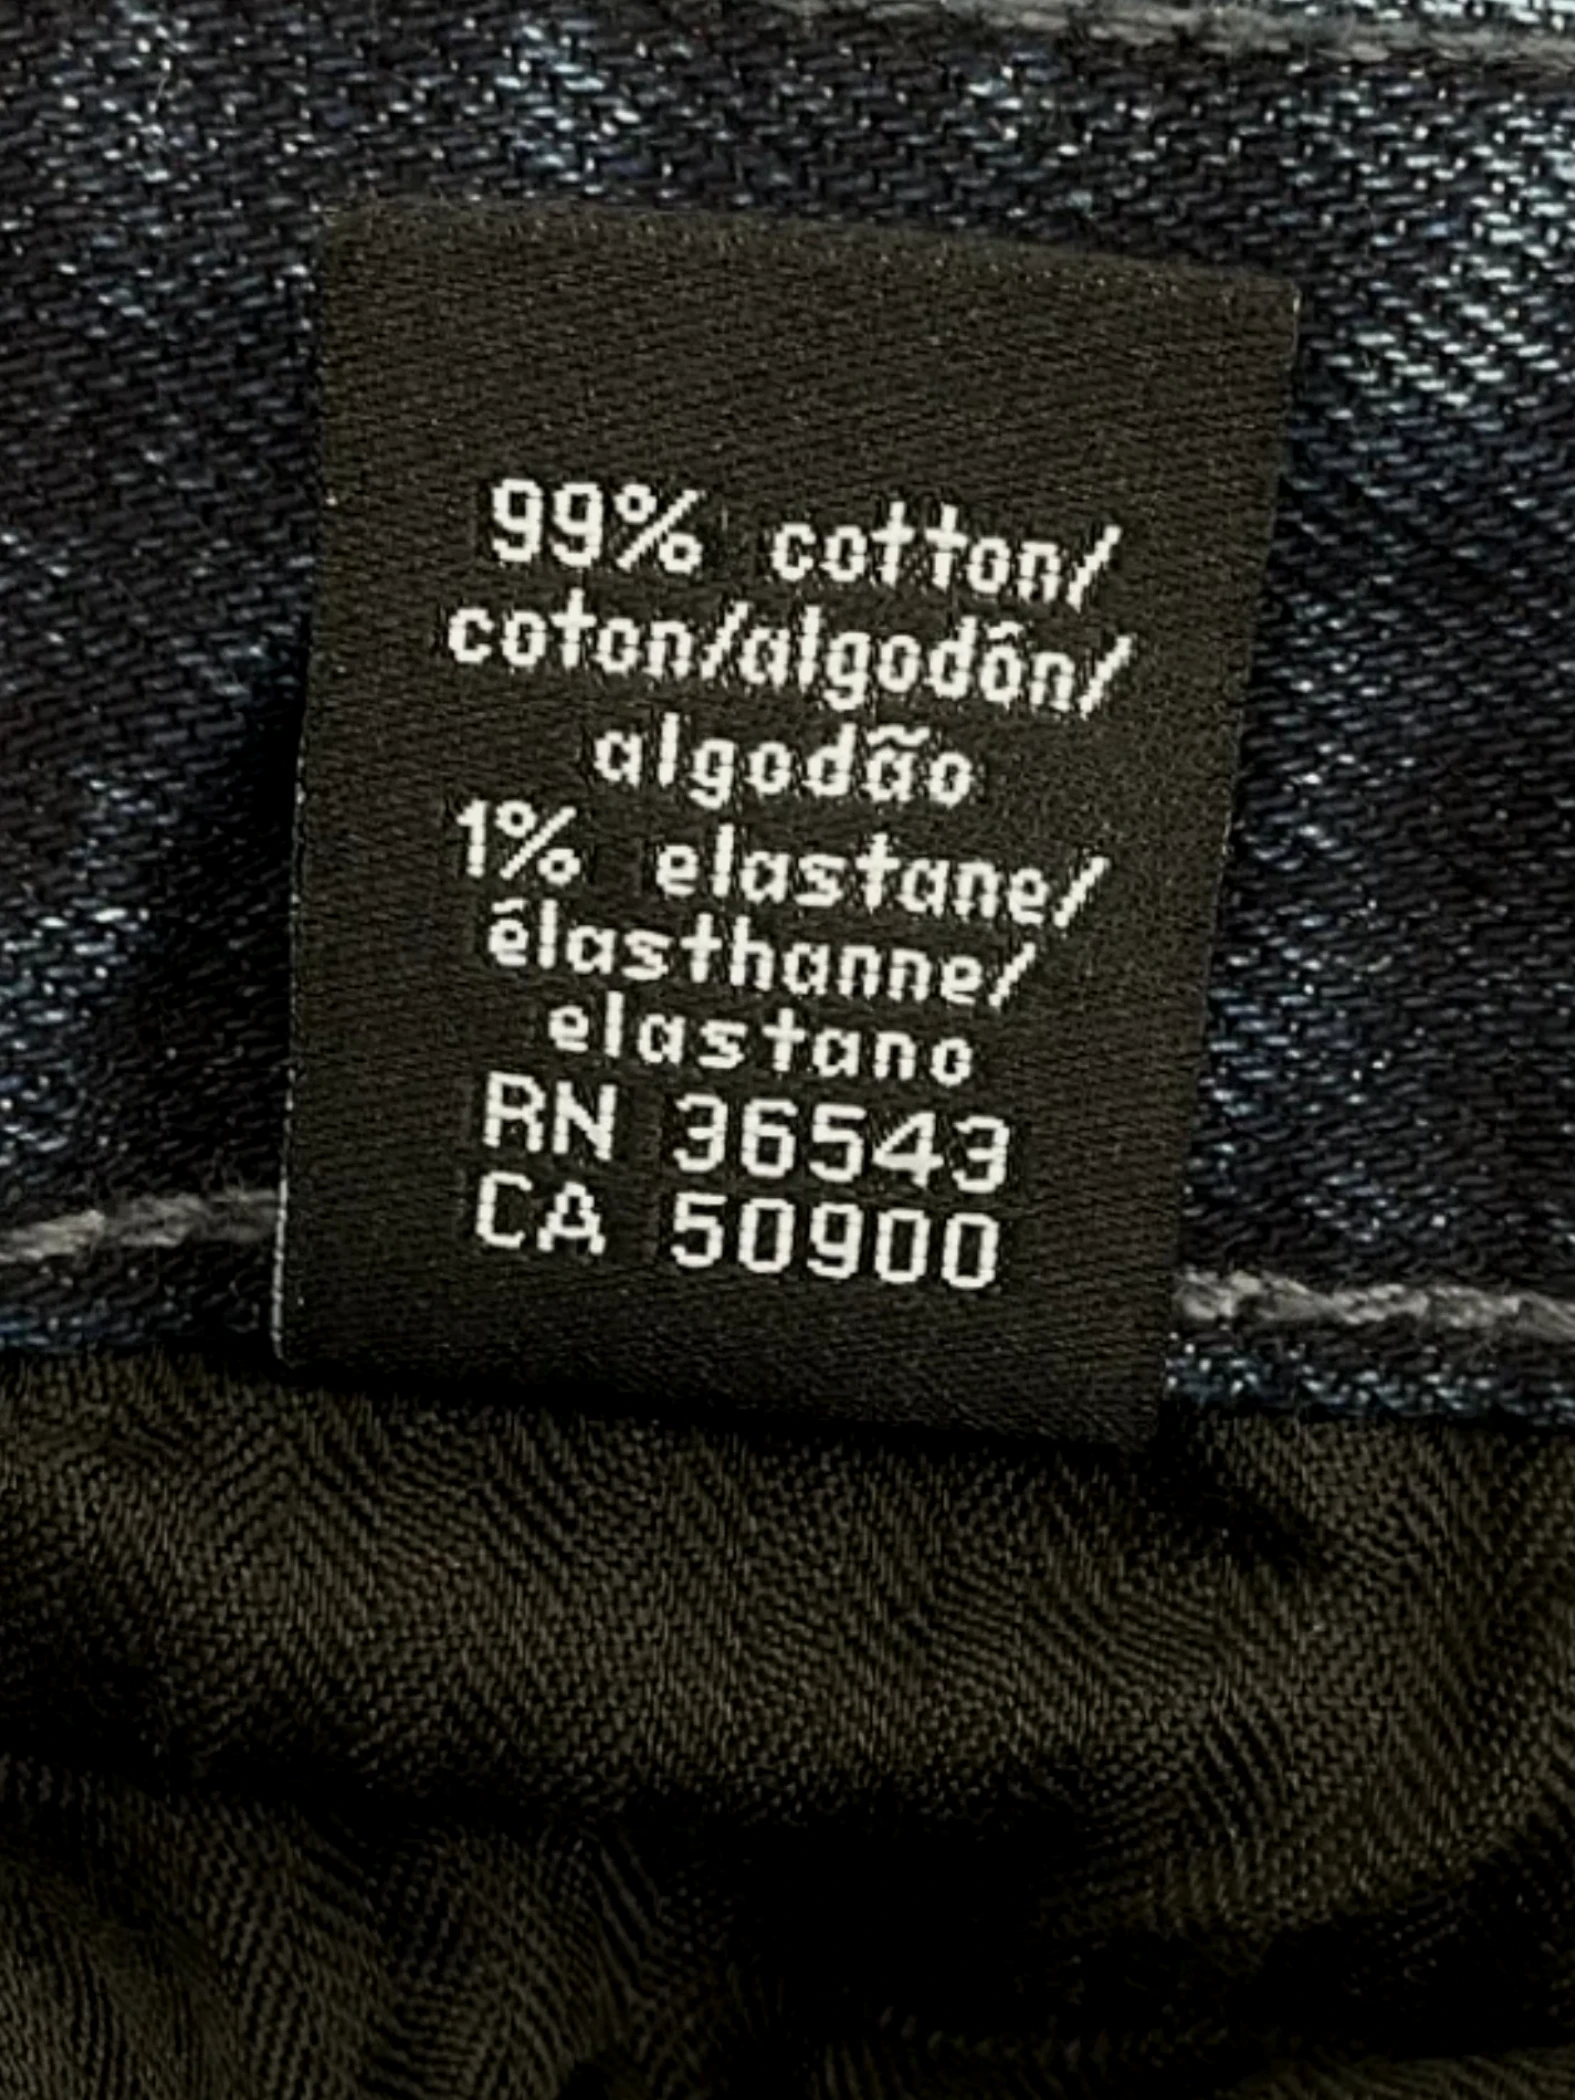 99% cotton/
coton/algodón/
algodão
1% elastane/
élasthanne/
elastano
RN 36543
CA 50900